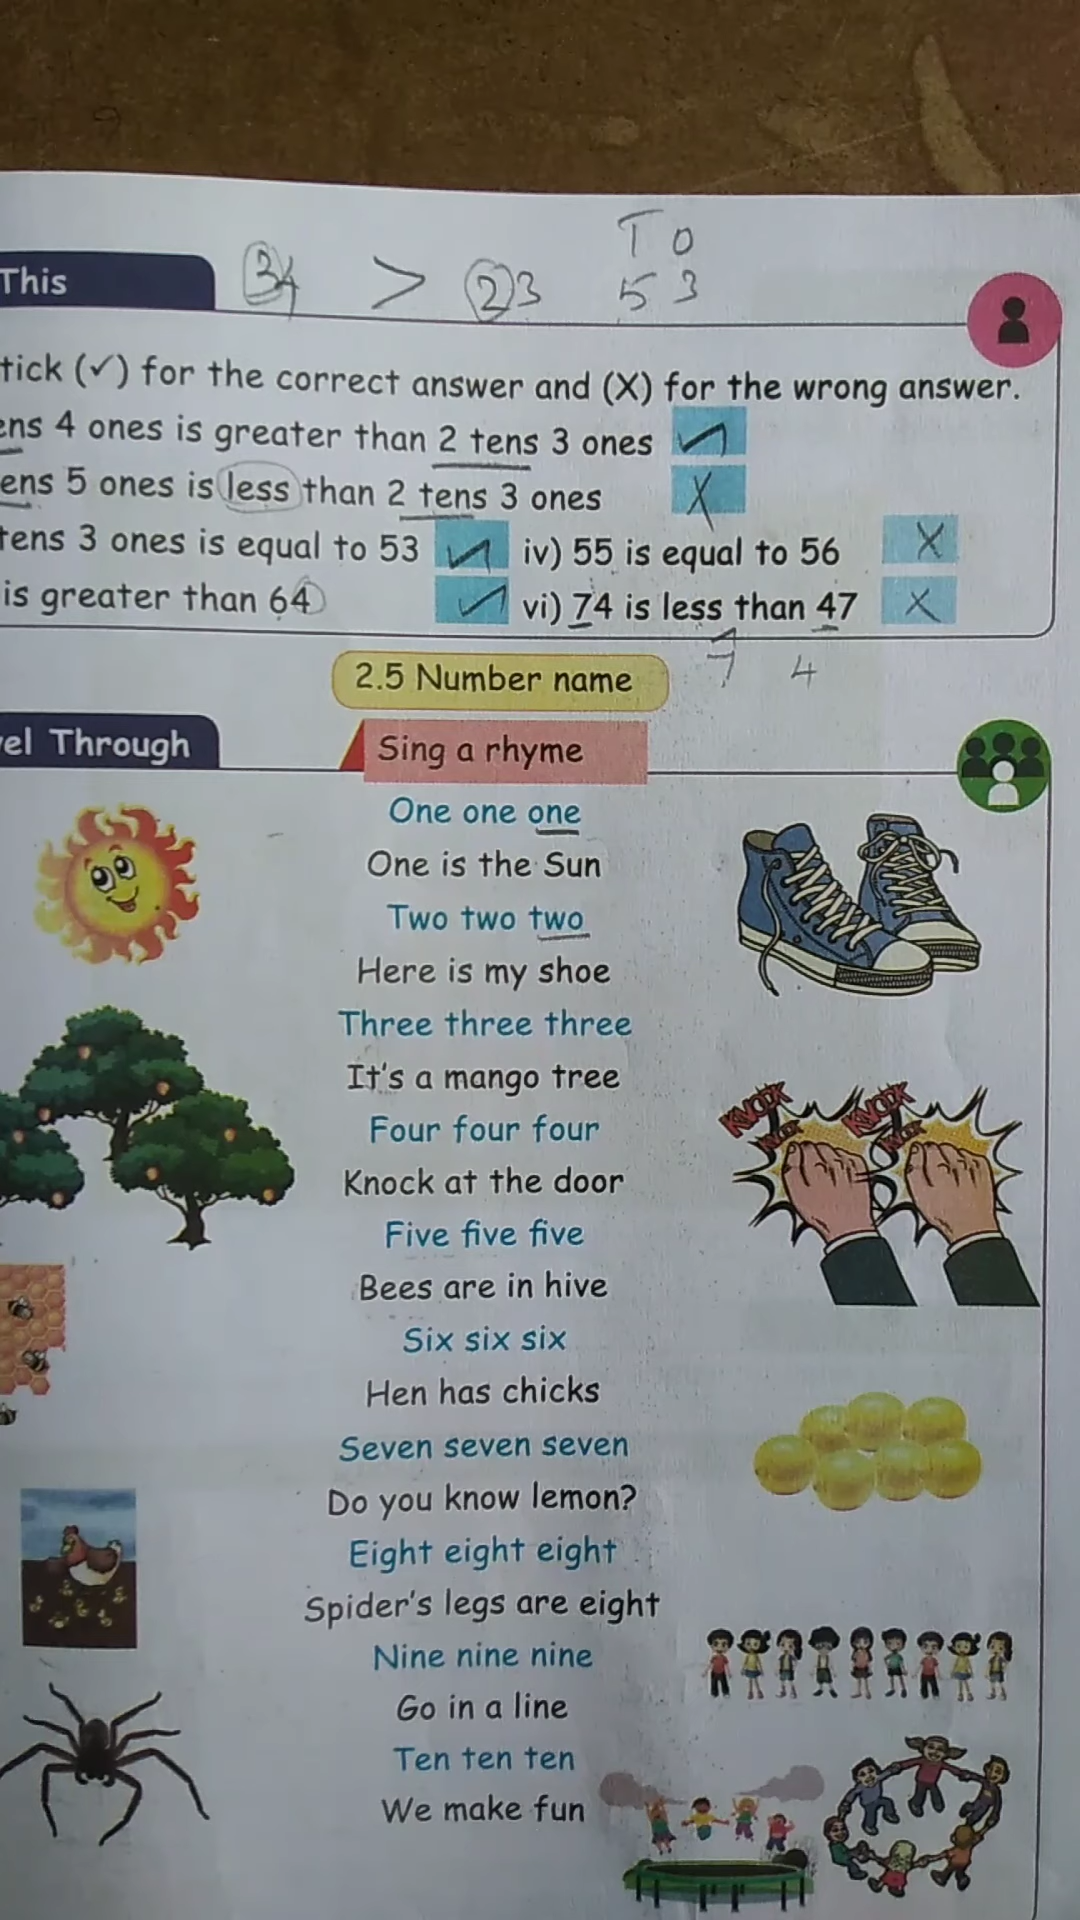 T O
34 > 23 5 3
This
tick (✓) for the correct answer and (X) for the wrong answer.
ens 4 ones is greater than 2 tens 3 ones ✓
ens 5 ones is less than 2 tens 3 ones X
tens 3 ones is equal to 53 ✓ iv) 55 is equal to 56 X
is greater than 64 ✓ vi) 74 is less than 47 X
7 4
2.5 Number name
vel Through
Sing a rhyme
One one one
One is the Sun
Two two two
Here is my shoe
Three three three
It's a mango tree
Four four four
Knock at the door
KNOCK KNOCK
Five five five
Bees are in hive
Six six six
Hen has chicks
Seven seven seven
Do you know lemon?
Eight eight eight
Spider's legs are eight
Nine nine nine
Go in a line
Ten ten ten
We make fun